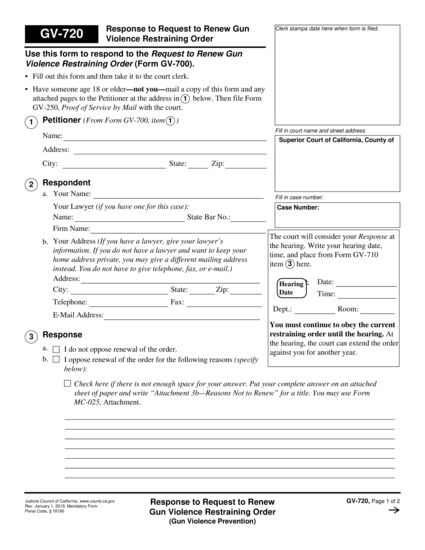 GV-720
Response to Request to Renew Gun
Violence Restraining Order
Clerk stamps date here when form is filed.
Use this form to respond to the Request to Renew Gun
Violence Restraining Order (Form GV-700).
• Fill out this form and then take it to the court clerk.
• Have someone age 18 or older—not you—mail a copy of this form and any
attached pages to the Petitioner at the address in 1 below. Then file Form
GV-250, Proof of Service by Mail with the court.
1 Petitioner (From Form GV-700, item 1)
Name:
Address:
City: State: Zip:
Fill in court name and street address:
Superior Court of California, County of
2 Respondent
a. Your Name:
Your Lawyer (if you have one for this case):
Name: State Bar No.:
Firm Name:
Fill in case number:
Case Number:
b. Your Address (If you have a lawyer, give your lawyer's
information. If you do not have a lawyer and want to keep your
home address private, you may give a different mailing address
instead. You do not have to give telephone, fax, or e-mail.)
Address:
City: State: Zip:
Telephone: Fax:
E-Mail Address:
The court will consider your Response at
the hearing. Write your hearing date,
time, and place from Form GV-710
item 3 here.
Hearing Date
Date:
Time:
Dept.: Room:
You must continue to obey the current
restraining order until the hearing. At
the hearing, the court can extend the order
against you for another year.
3 Response
a. I do not oppose renewal of the order.
b. I oppose renewal of the order for the following reasons (specify
below):
Check here if there is not enough space for your answer. Put your complete answer on an attached
sheet of paper and write "Attachment 3b—Reasons Not to Renew" for a title. You may use Form
MC-025, Attachment.
Judicial Council of California, www.courts.ca.gov
Rev. January 1, 2019, Mandatory Form
Penal Code, § 18190
Response to Request to Renew
Gun Violence Restraining Order
(Gun Violence Prevention)
GV-720, Page 1 of 2